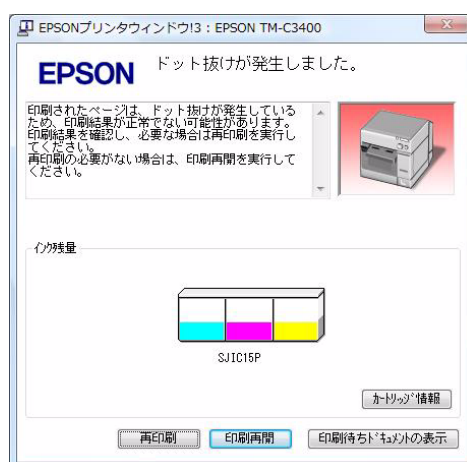 EPSONプリンタウィンドウ!3 : EPSON TM-C3400
EPSON
ドット抜けが発生しました。
印刷されたページは、ドット抜けが発生している
ため、印刷結果が正常でない可能性があります。
印刷結果を確認し、必要な場合は再印刷を実行し
てください。
再印刷の必要がない場合は、印刷再開を実行して
ください。
インク残量
SJIC15P
カートリッジ情報
再印刷
印刷再開
印刷待ちドキュメントの表示